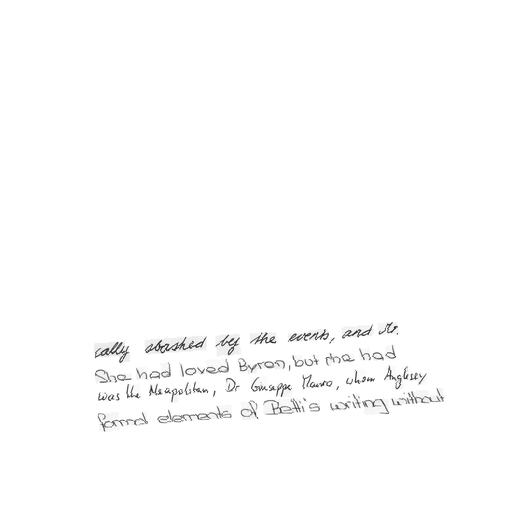 cally abashed by the events, and Mr.
She had loved Byron, but she had
was the Neapolitan, Dr Giuseppe Mauro, whom Anglesey
formal elements of Betti's writing without